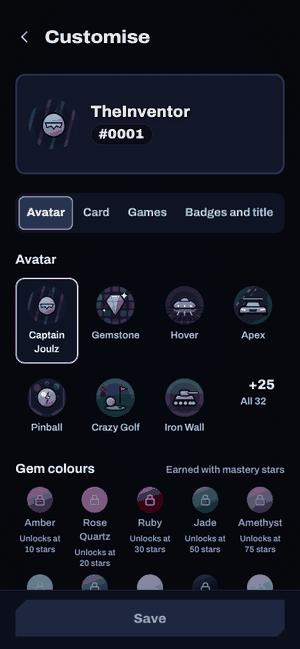 Customise
TheInventor
#0001
Avatar
Card
Games
Badges and title
Avatar
Captain
Joulz
Gemstone
Hover
Apex
Pinball
Crazy Golf
Iron Wall
+25
All 32
Gem colours
Earned with mastery stars
Amber
Unlocks at
10 stars
Rose
Quartz
Unlocks at
20 stars
Ruby
Unlocks at
30 stars
Jade
Unlocks at
50 stars
Amethyst
Unlocks at
75 stars
Save